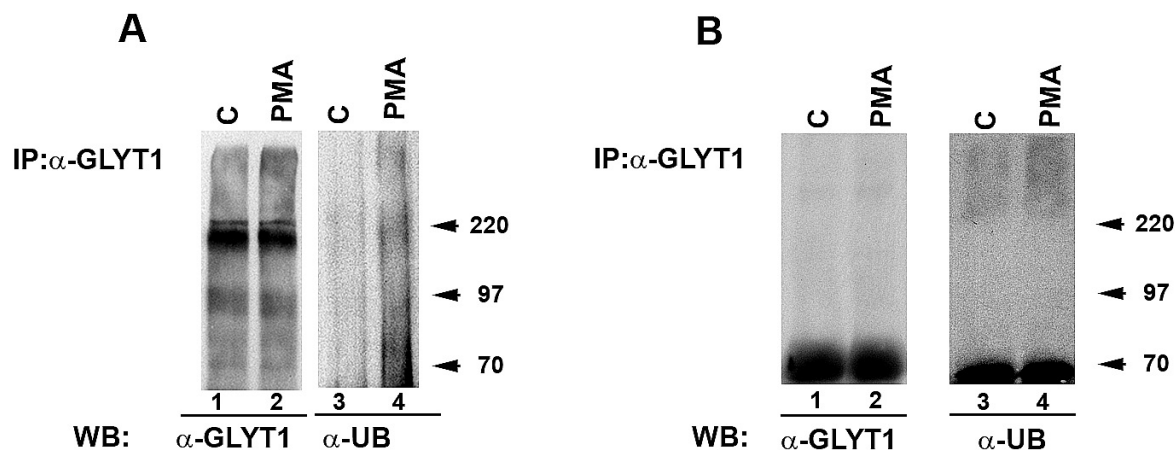 A
C PMA C PMA
IP:α-GLYT1
220
97
70
1 2 3 4
WB: α-GLYT1 α-UB
B
C PMA C PMA
IP:α-GLYT1
220
97
70
1 2 3 4
WB: α-GLYT1 α-UB